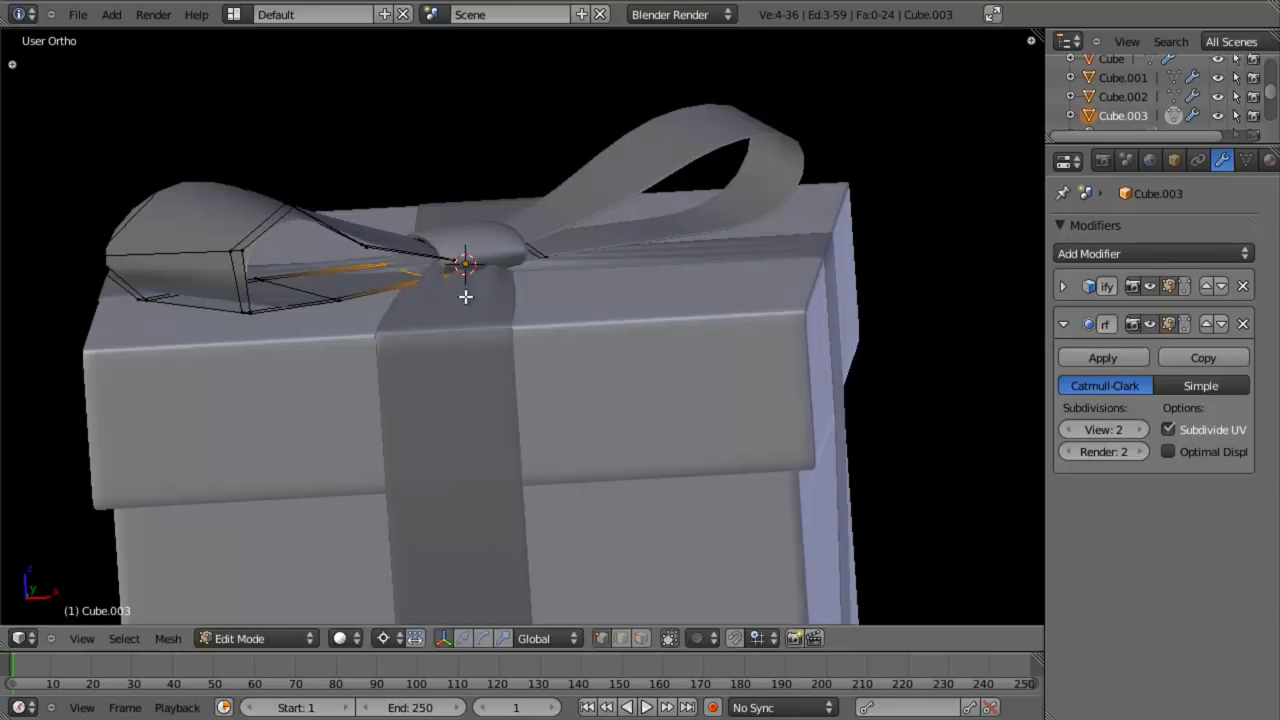 File Add Render Help Default Scene Blender Render Ve:4-36 | Ed:3-59 | Fa:0-24 | Cube.003
User Ortho
View Search All Scenes
Cube
Cube.001
Cube.002
Cube.003
Cube.003
Modifiers
Add Modifier
ify
rf
Apply Copy
Catmull-Clark Simple
Subdivisions: Options:
View: 2 Subdivide UV
Render: 2 Optimal Displ
z
y x
(1) Cube.003
View Select Mesh Edit Mode Global
10 20 30 40 50 60 70 80 90 100 110 120 130 140 150 160 170 180 190 200 210 220 230 240 250
View Frame Playback Start: 1 End: 250 1 No Sync